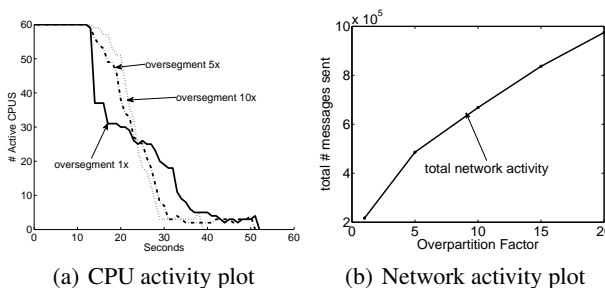 60
50
40
30
20
10
0
# Active CPUS
oversegment 5x
oversegment 10x
oversegment 1x
0 10 20 30 40 50 60
Seconds
(a) CPU activity plot
10 x 10^5
8
6
4
2
total # messages sent
total network activity
0 5 10 15 20
Overpartition Factor
(b) Network activity plot